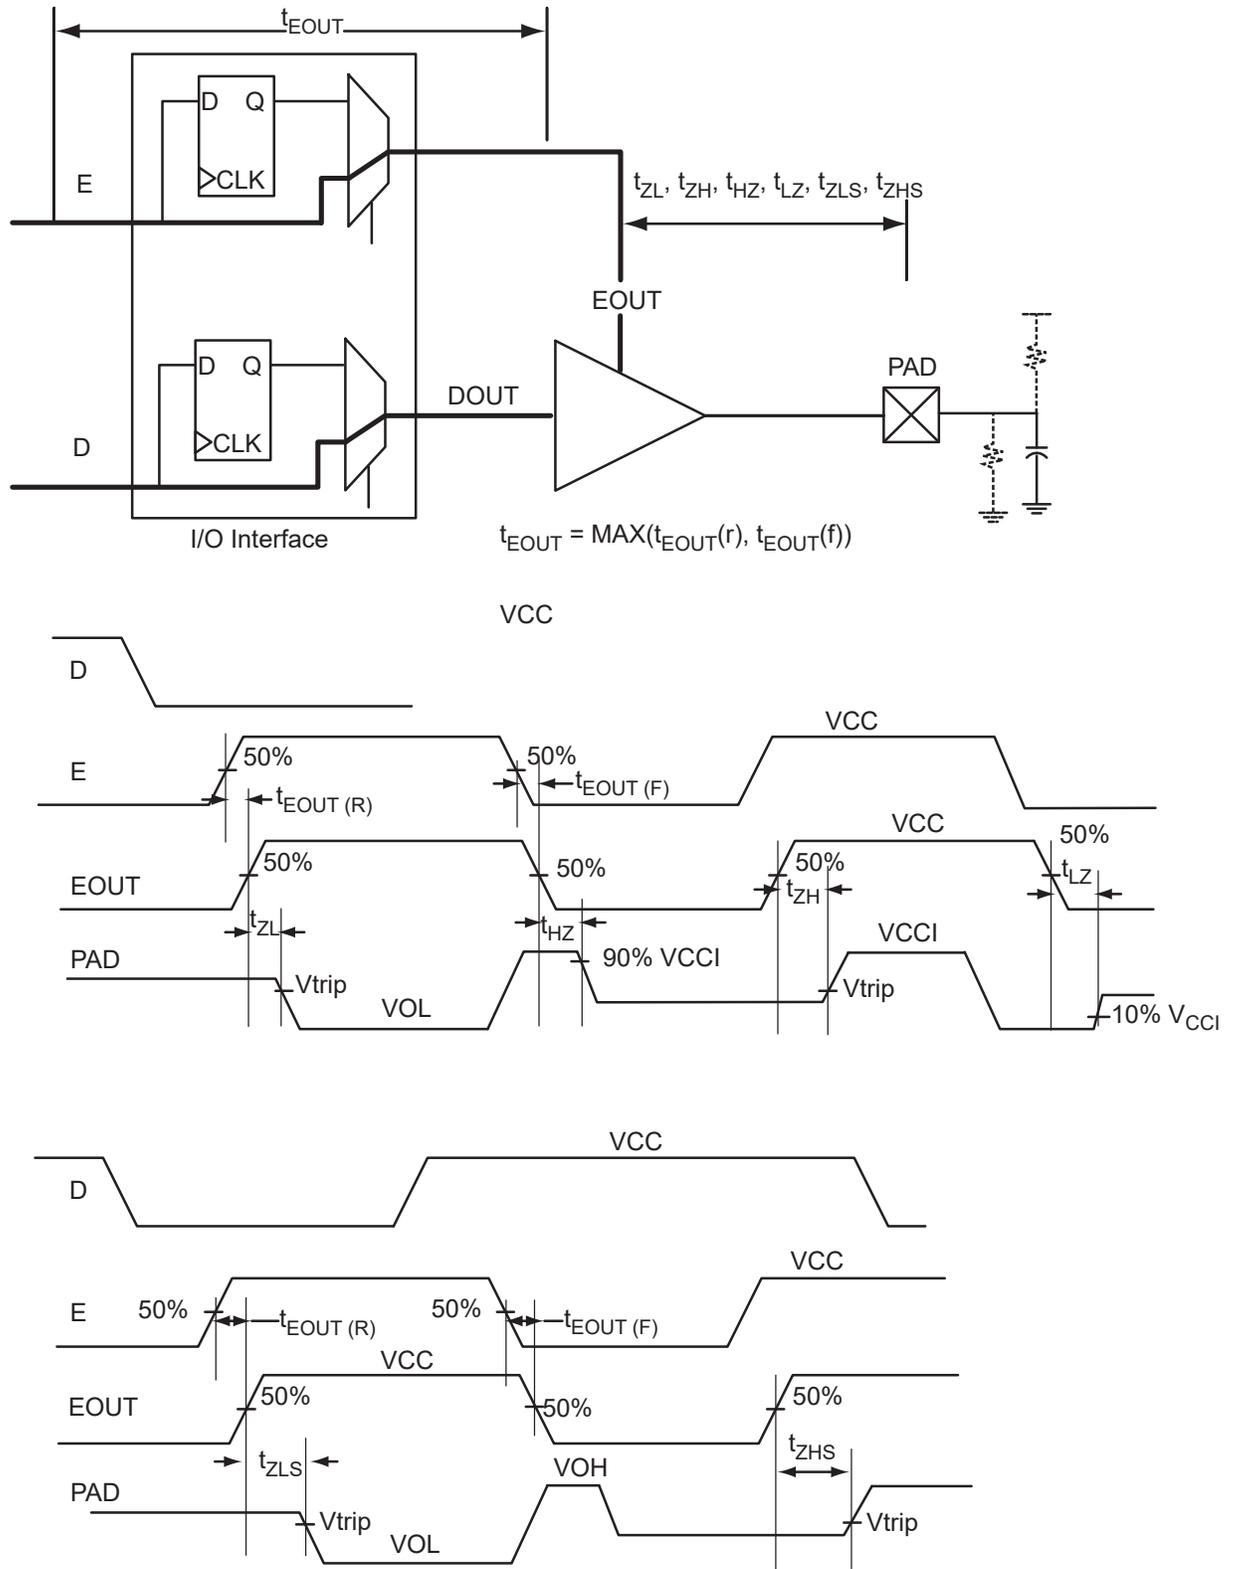 tEOUT
D Q
CLK
E
tZL, tZH, tHZ, tLZ, tZLS, tZHS
EOUT
D Q
CLK
D
DOUT
PAD
I/O Interface
tEOUT = MAX(tEOUT(r), tEOUT(f))
VCC
D
VCC
E
50%
50%
tEOUT (R)
tEOUT (F)
VCC
50%
EOUT
50%
50%
50%
tZL
tHZ
tZH
tLZ
PAD
VCCI
90% VCCI
Vtrip
VOL
Vtrip
10% VCCI
VCC
D
VCC
E
50%
50%
tEOUT (R)
tEOUT (F)
VCC
EOUT
50%
50%
50%
tZLS
tZHS
VOH
PAD
Vtrip
VOL
Vtrip